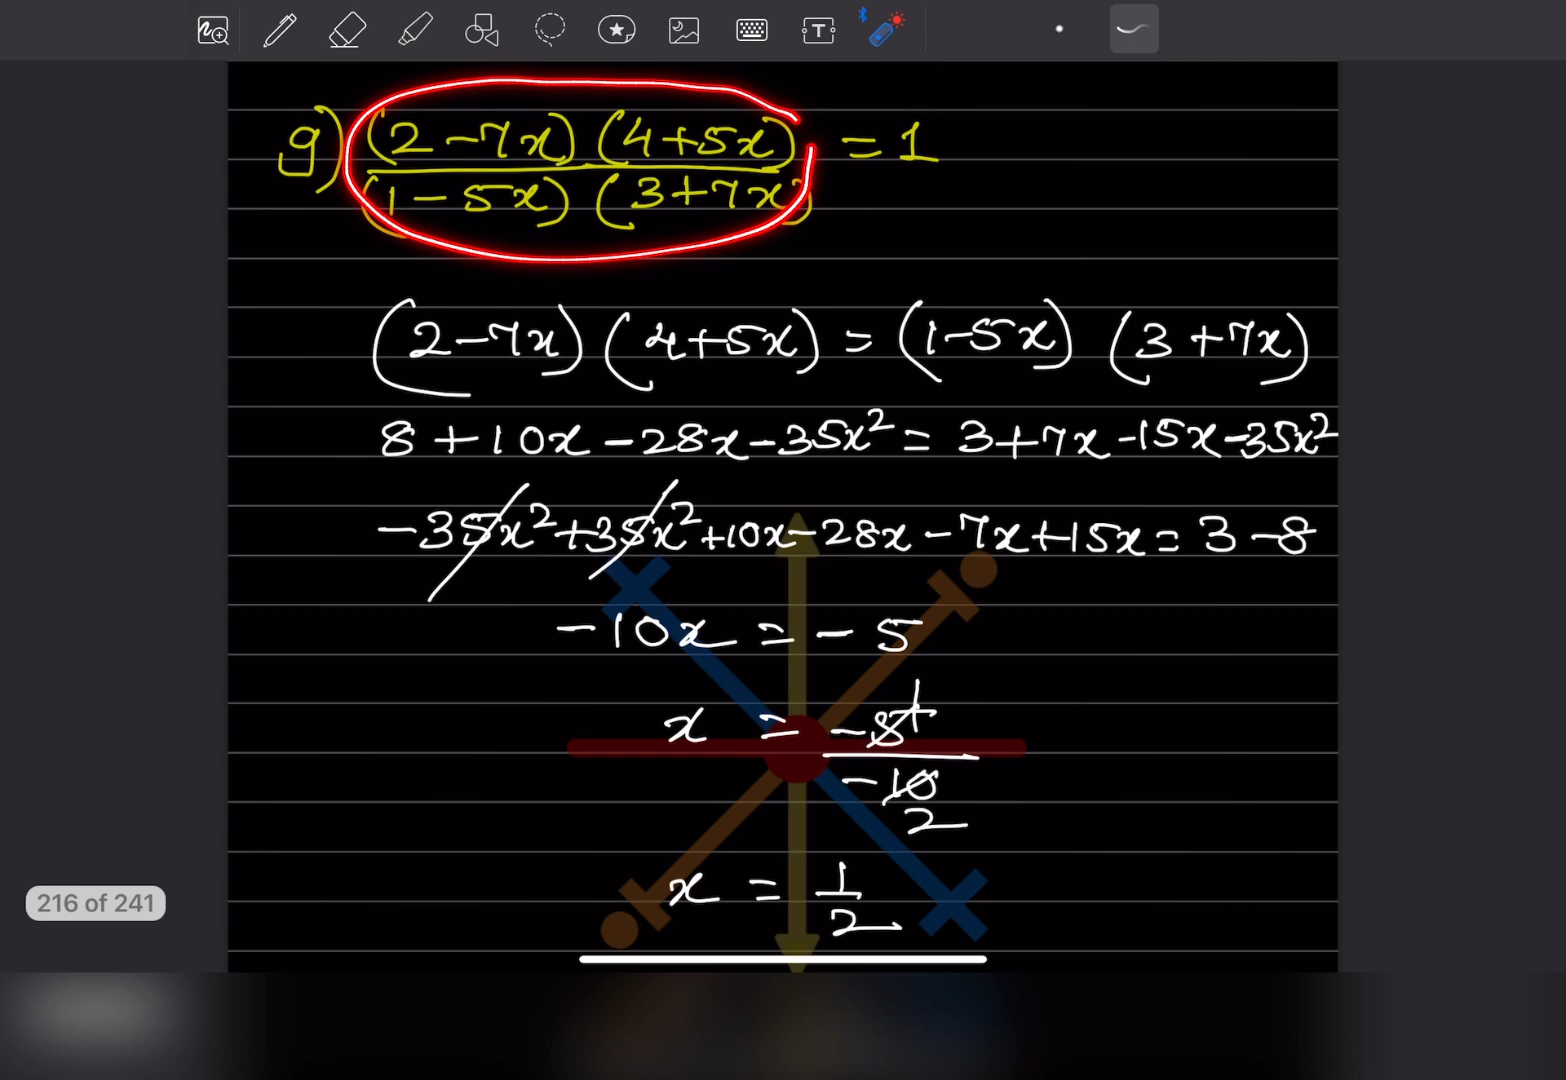 g) (2-7x) (4+5x) / (1-5x) (3+7x) = 1
(2-7x) (4+5x) = (1-5x) (3+7x)
8 + 10x - 28x - 35x² = 3+7x -15x-35x²
-35x²+35x²+10x-28x-7x+15x = 3-8
-10x = - 5
x = -5 1 / -10 2
x = 1/2
216 of 241